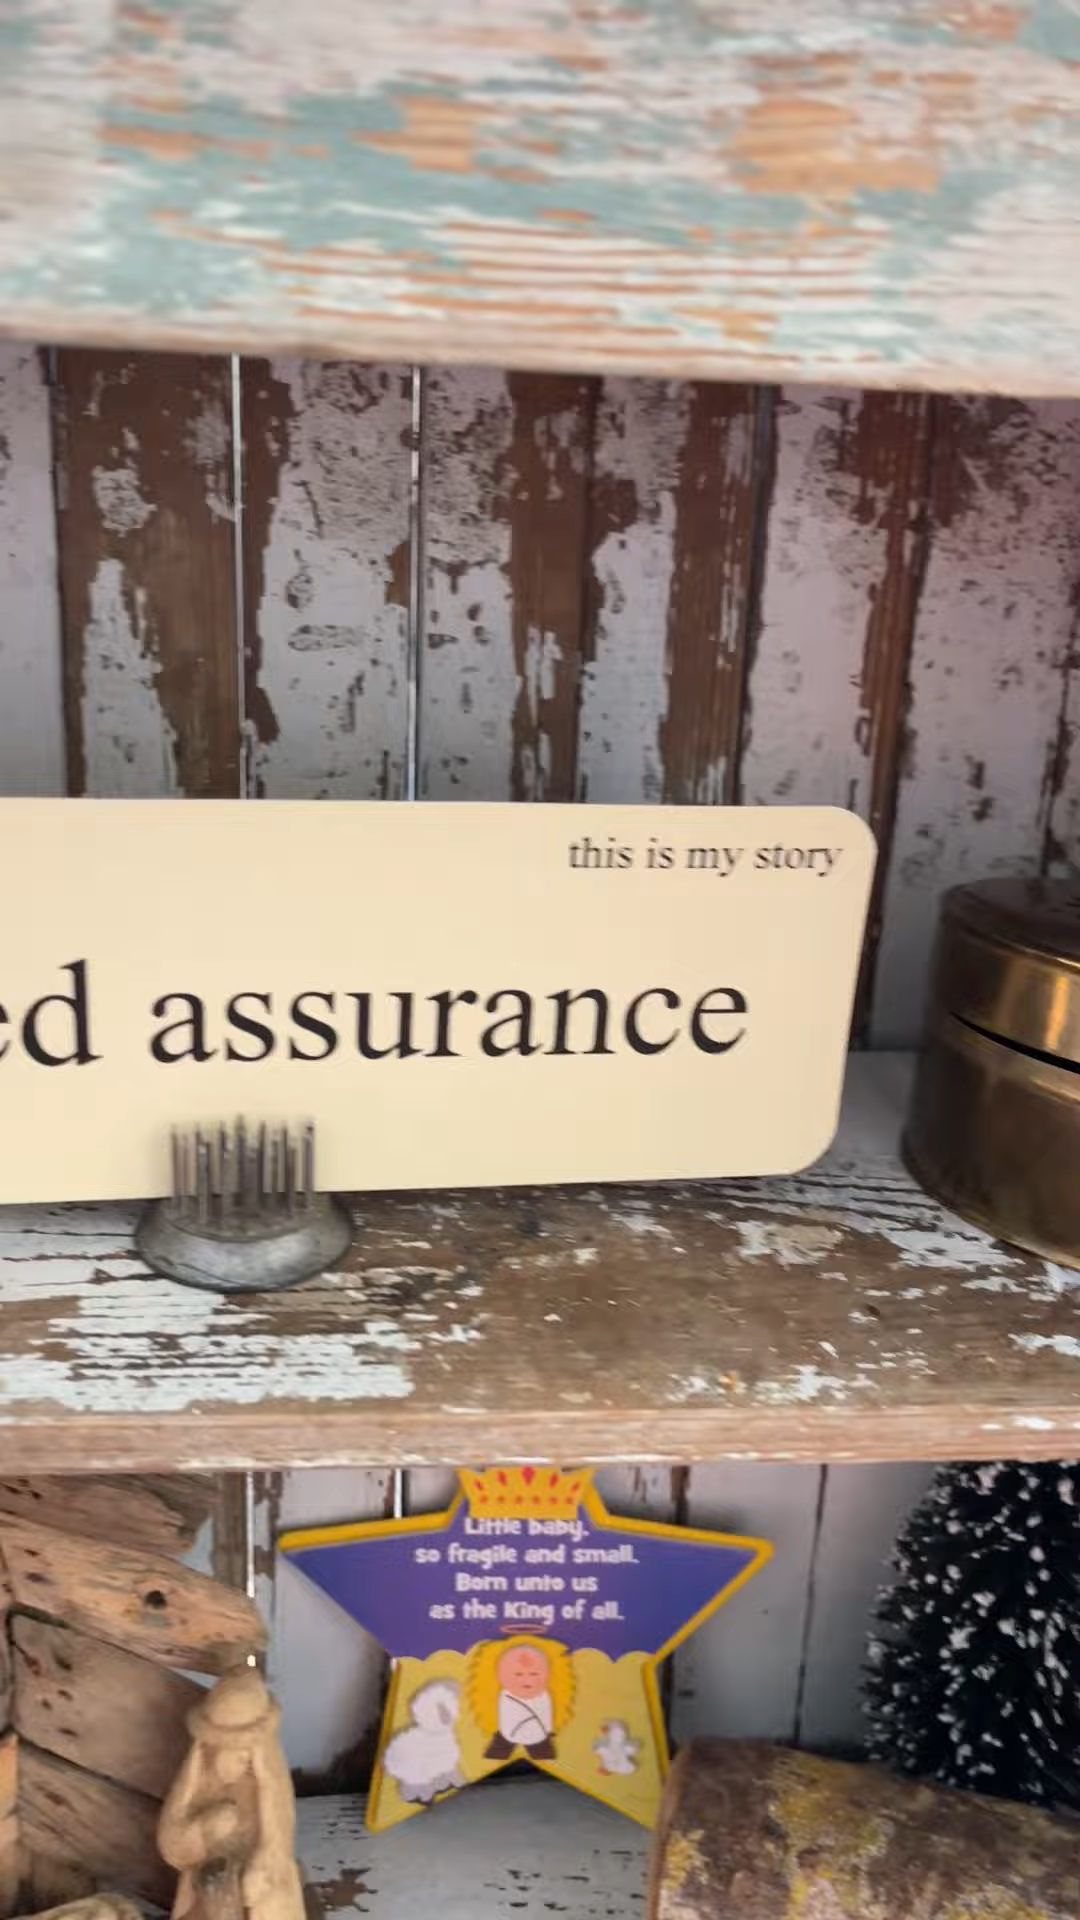 this is my story
ed assurance
Little baby,
so fragile and small.
Born unto us
as the King of all.